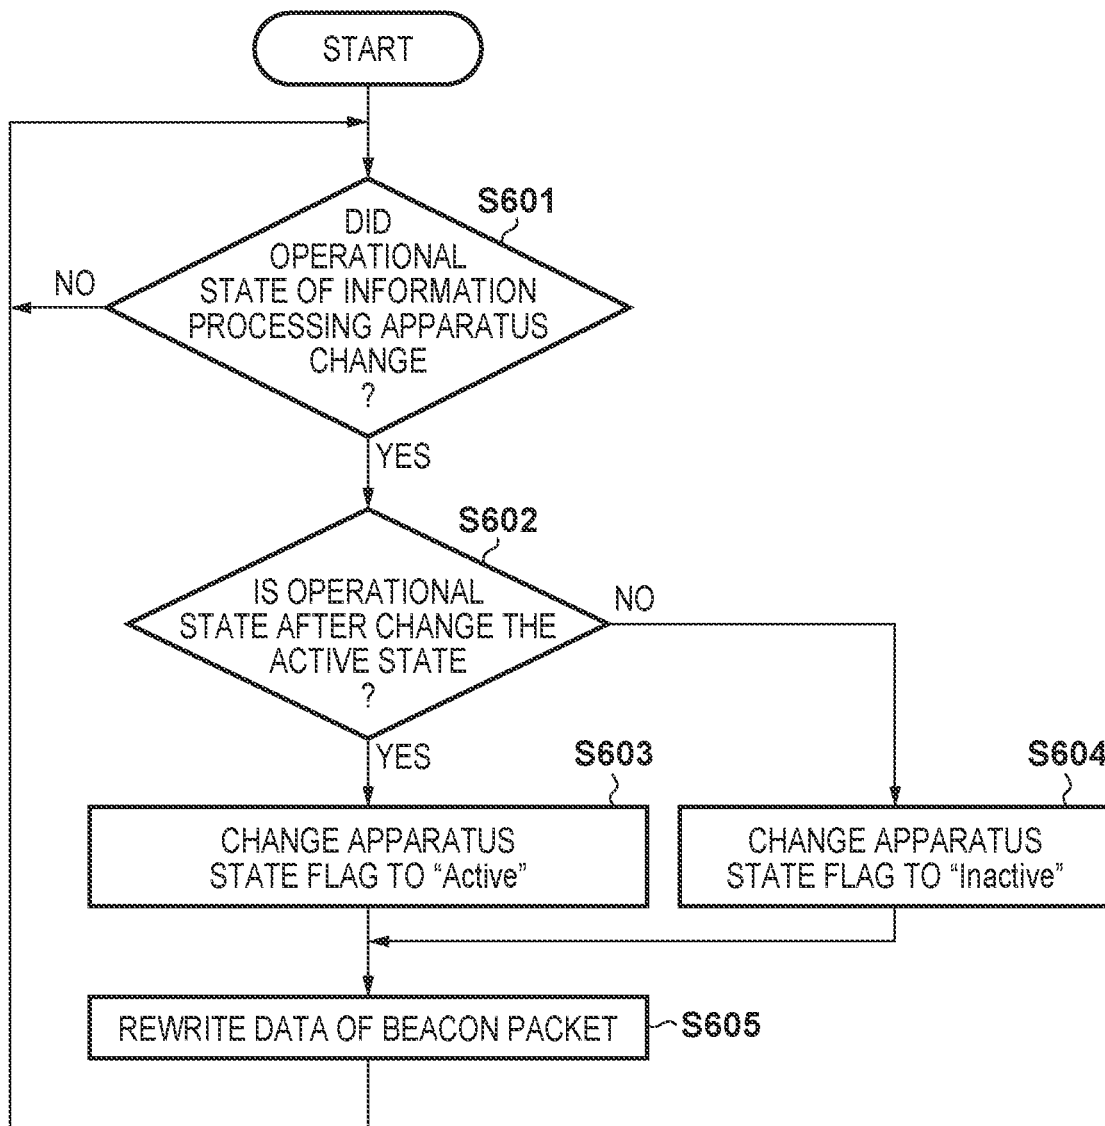 START
S601
DID
OPERATIONAL
STATE OF INFORMATION
PROCESSING APPARATUS
CHANGE
?
NO
YES
S602
IS OPERATIONAL
STATE AFTER CHANGE THE
ACTIVE STATE
?
NO
YES
S603
CHANGE APPARATUS
STATE FLAG TO “Active”
S604
CHANGE APPARATUS
STATE FLAG TO “Inactive”
REWRITE DATA OF BEACON PACKET
S605